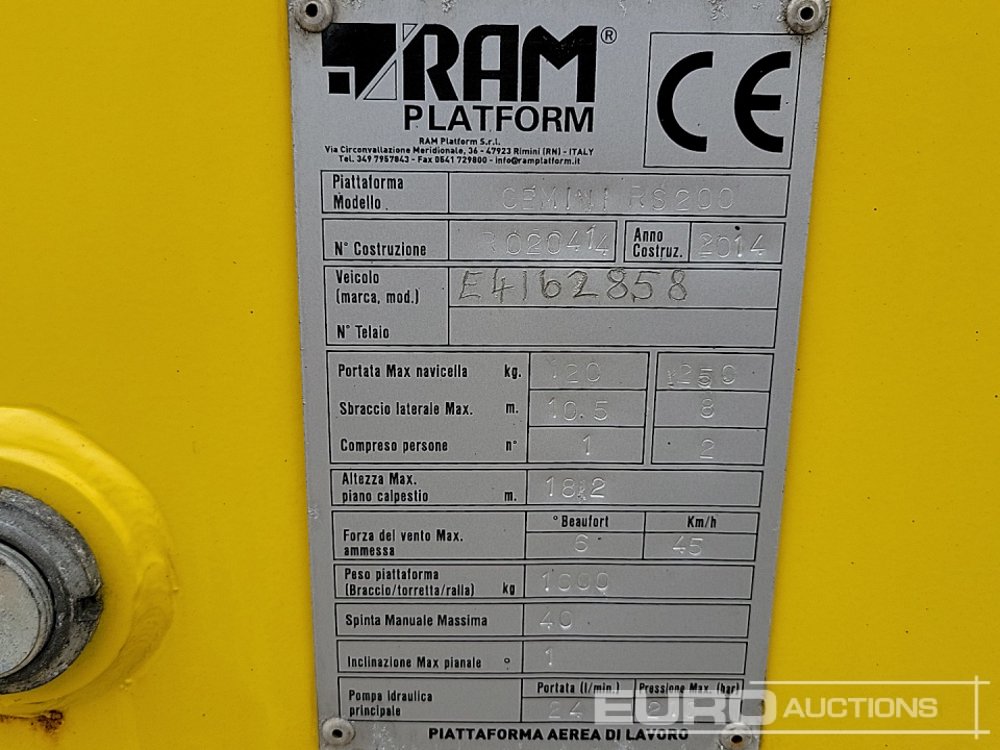 RAM®
PLATFORM
CE
RAM Platform S.r.l.
Via Circonvallazione Meridionale, 36 - 47923 Rimini (RN) - ITALY
Tel. 349 7957843 - Fax 0541 729800 - info@ramplatform.it
Piattaforma
Modello GEMINI RS200
N° Costruzione R020414 Anno Costruz. 2014
Veicolo
(marca, mod.) E4162858
N° Telaio
Portata Max navicella kg. 120 250
Sbraccio laterale Max. m. 10.5 8
Compreso persone n° 1 2
Altezza Max.
piano calpestio m. 18.2
°Beaufort Km/h
Forza del vento Max.
ammessa 6 45
Peso piattaforma
(Braccio/torretta/ralla) kg 1000
Spinta Manuale Massima 40
Inclinazione Max pianale ° 1
Portata (l/min.) Pressione Max. (bar)
Pompa idraulica
principale 24
EURO AUCTIONS
PIATTAFORMA AEREA DI LAVORO